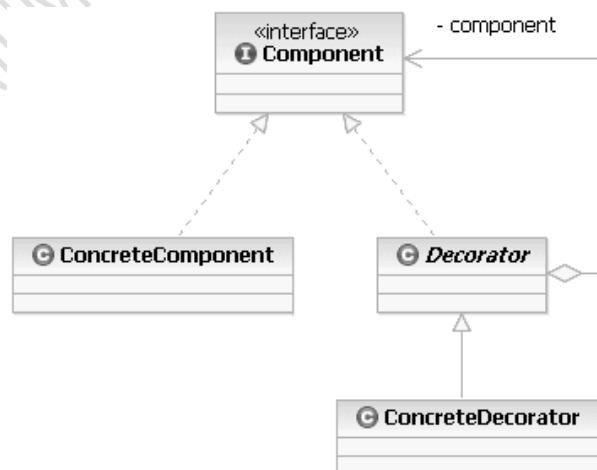 «interface»
Component
- component
ConcreteComponent
Decorator
ConcreteDecorator